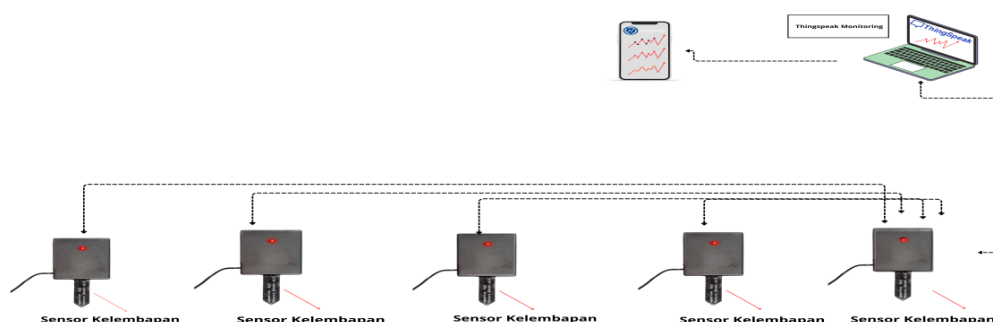 Thingspeak Monitoring
ThingSpeak
Sensor Kelembapan
Sensor Kelembapan
Sensor Kelembapan
Sensor Kelembapan
Sensor Kelembapan